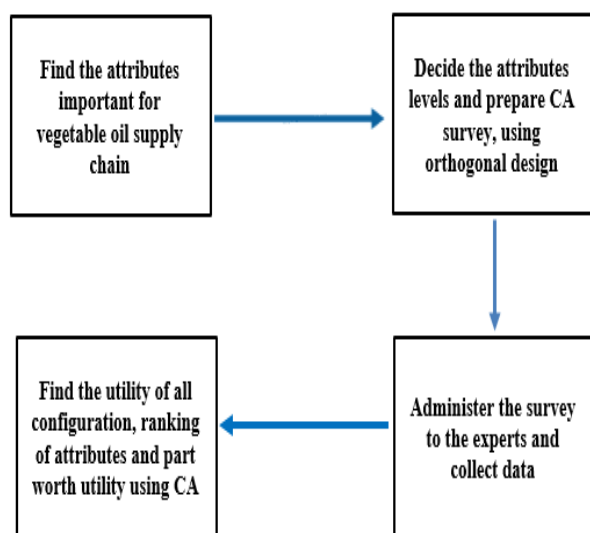 Find the attributes
important for
vegetable oil supply
chain
Decide the attributes
levels and prepare CA
survey, using
orthogonal design
Administer the survey
to the experts and
collect data
Find the utility of all
configuration, ranking
of attributes and part
worth utility using CA